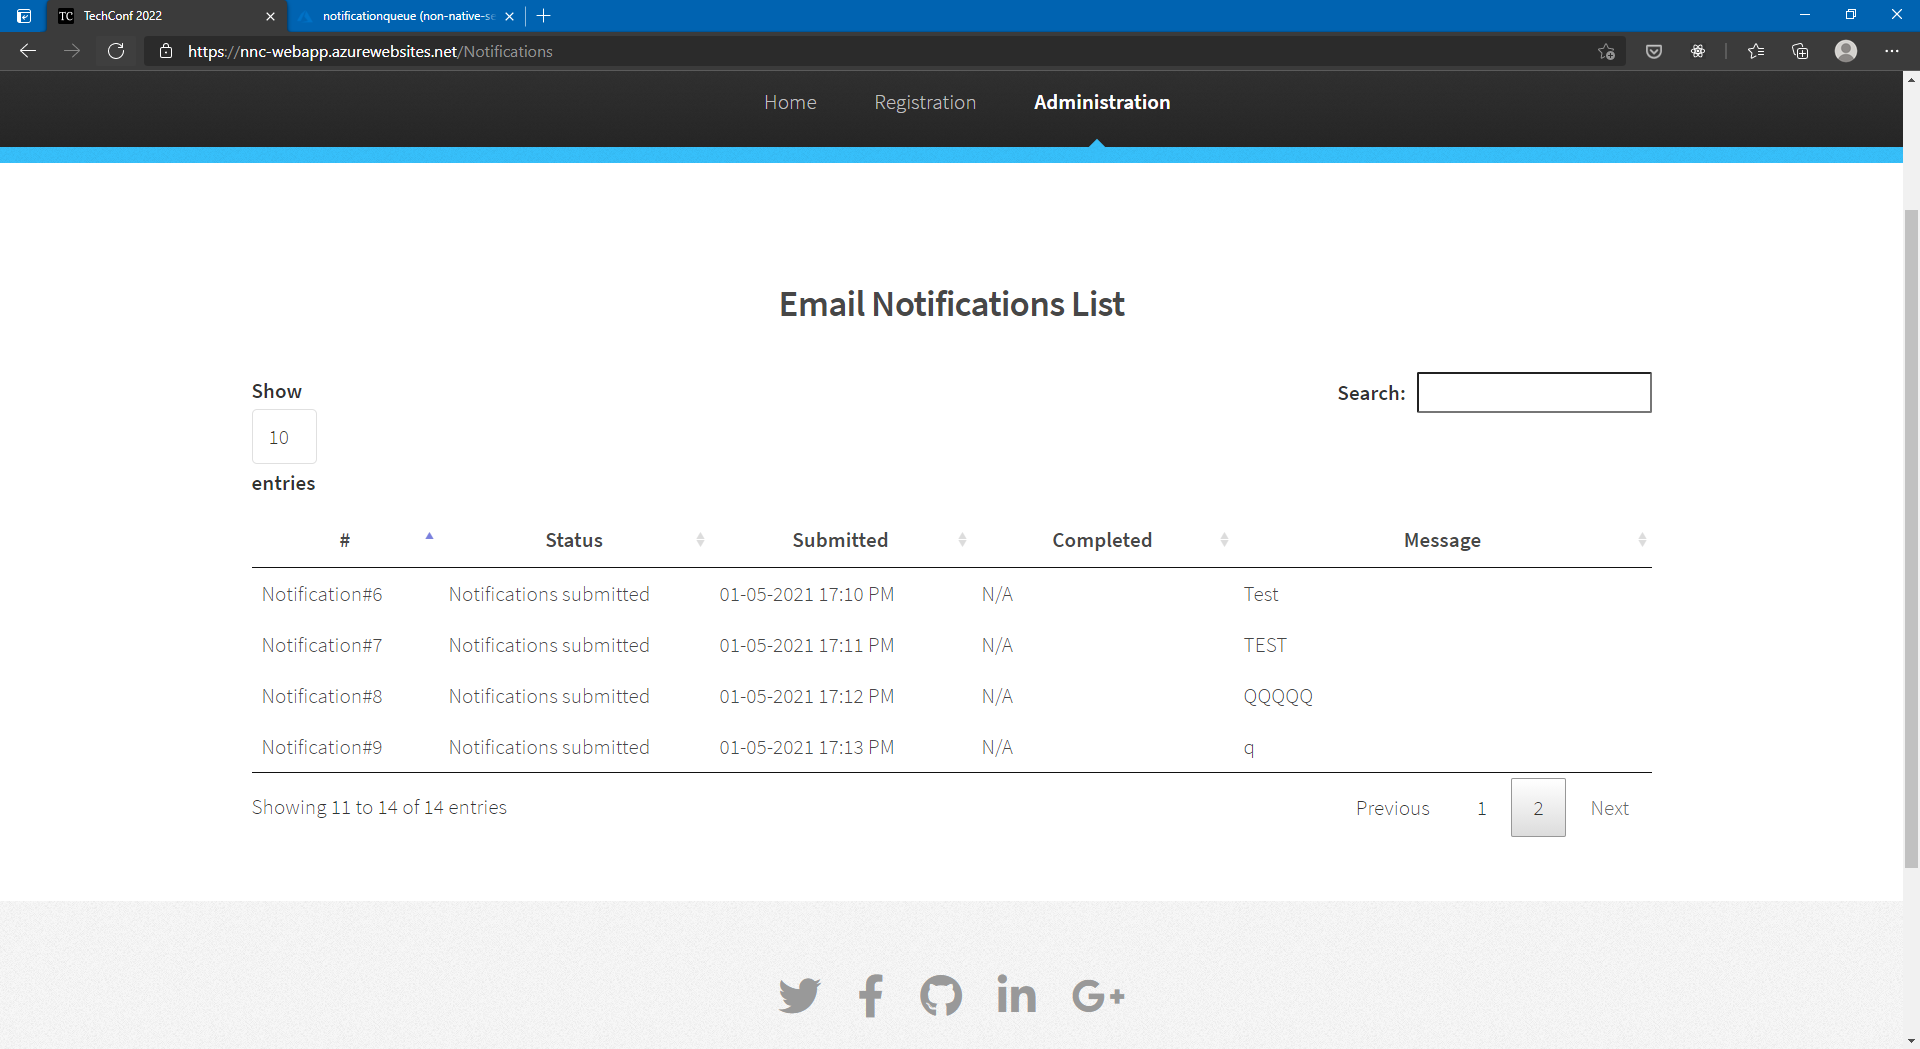 TC TechConf 2022
notificationqueue (non-native-se
https://nnc-webapp.azurewebsites.net/Notifications
Home Registration Administration
Email Notifications List
Show
Search:
10
entries
# Status Submitted Completed Message
Notification#6 Notifications submitted 01-05-2021 17:10 PM N/A Test
Notification#7 Notifications submitted 01-05-2021 17:11 PM N/A TEST
Notification#8 Notifications submitted 01-05-2021 17:12 PM N/A QQQQQ
Notification#9 Notifications submitted 01-05-2021 17:13 PM N/A q
Showing 11 to 14 of 14 entries
Previous 1 2 Next